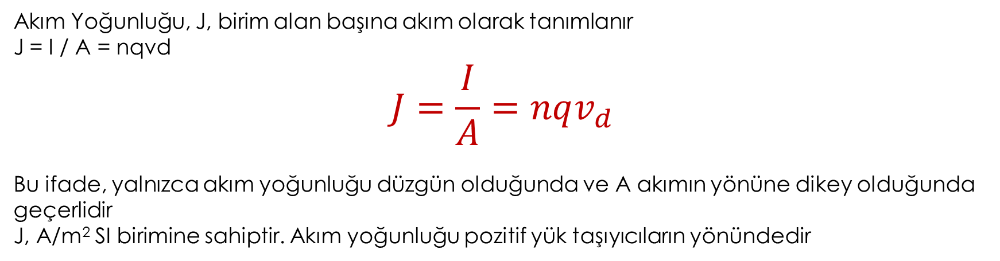 Akım Yoğunluğu, J, birim alan başına akım olarak tanımlanır
J = I / A = nqvd
J = I/A = nqv_d
Bu ifade, yalnızca akım yoğunluğu düzgün olduğunda ve A akımın yönüne dikey olduğunda
geçerlidir
J, A/m² SI birimine sahiptir. Akım yoğunluğu pozitif yük taşıyıcıların yönündedir